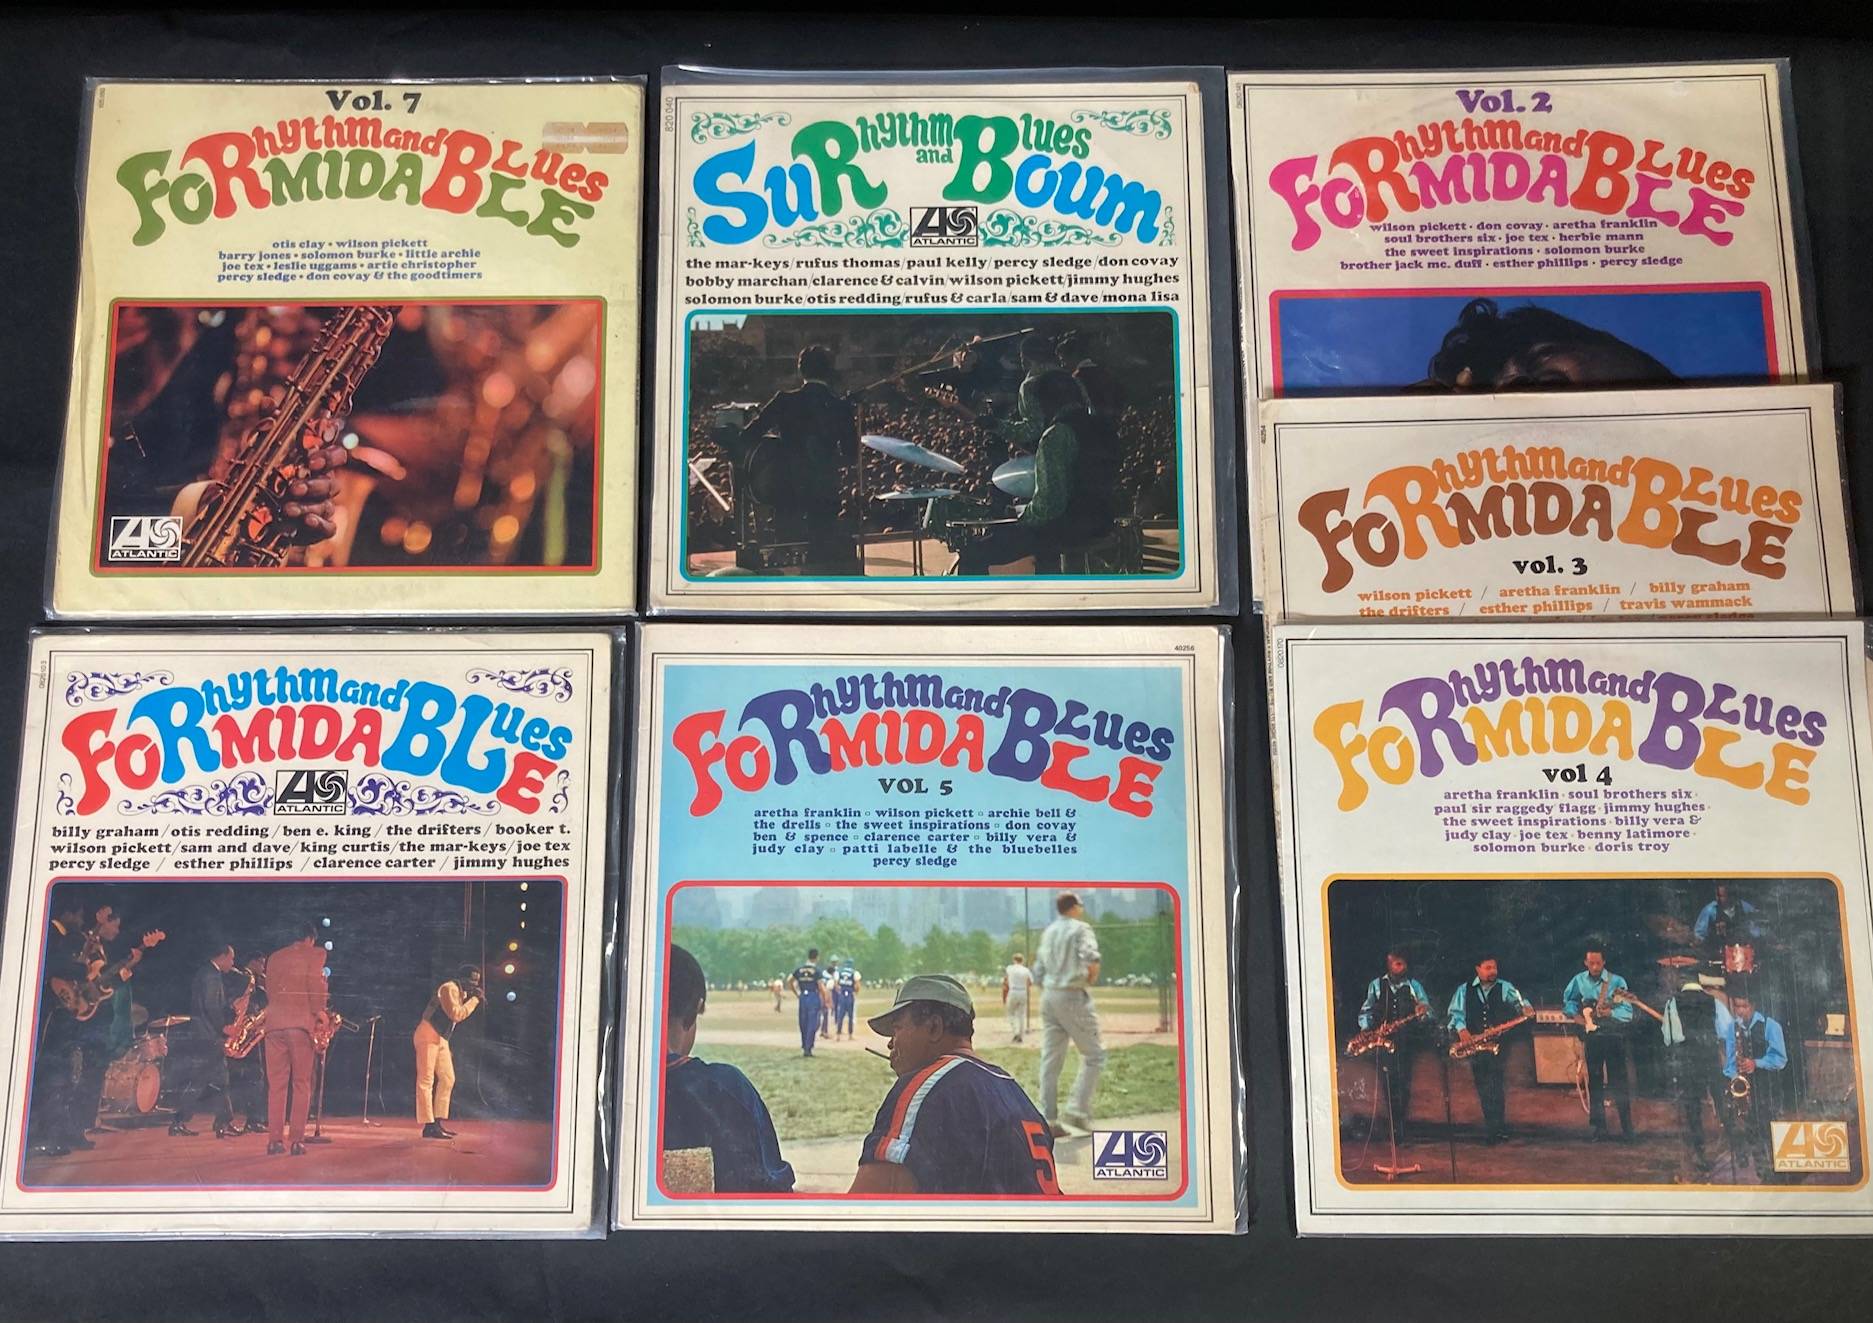 Vol. 7
Rhythm and Blues
FoRMIDABLE
otis clay • wilson pickett
barry jones • solomon burke • little archie
joe tex • leslie uggams • artie christopher
percy sledge • don covay & the goodtimers
ATLANTIC
820 040
Rhythm and Blues
SuR Boum
ATLANTIC
the mar-keys/rufus thomas/paul kelly/percy sledge/don covay
bobby marchan/clarence & calvin/wilson pickett/jimmy hughes
solomon burke/otis redding/rufus & carla/sam & dave/mona lisa
Vol. 2
Rhythm and Blues
FoRMIDABLE
wilson pickett · don covay · aretha franklin
soul brothers six · joe tex · herbie mann
the sweet inspirations · solomon burke
brother jack mc. duff · esther phillips · percy sledge
40254
Rhythm and Blues
FoRMIDABLE
vol. 3
wilson pickett / aretha franklin / billy graham
the drifters / esther phillips / travis wammack
Rhythm and Blues
FoRMIDABLE
ATLANTIC
billy graham/otis redding/ben e. king/the drifters/booker t.
wilson pickett/sam and dave/king curtis/the mar-keys/joe tex
percy sledge / esther phillips / clarence carter / jimmy hughes
40256
Rhythm and Blues
FoRMIDABLE
VOL 5
aretha franklin ▫ wilson pickett ▫ archie bell &
the drells ▫ the sweet inspirations ▫ don covay
ben & spence ▫ clarence carter ▫ billy vera &
judy clay ▫ patti labelle & the bluebelles
percy sledge
5
ATLANTIC
Rhythm and Blues
FoRMIDABLE
vol 4
aretha franklin · soul brothers six ·
paul sir raggedy flagg · jimmy hughes ·
the sweet inspirations · billy vera &
judy clay · joe tex · benny latimore ·
solomon burke · doris troy
ATLANTIC